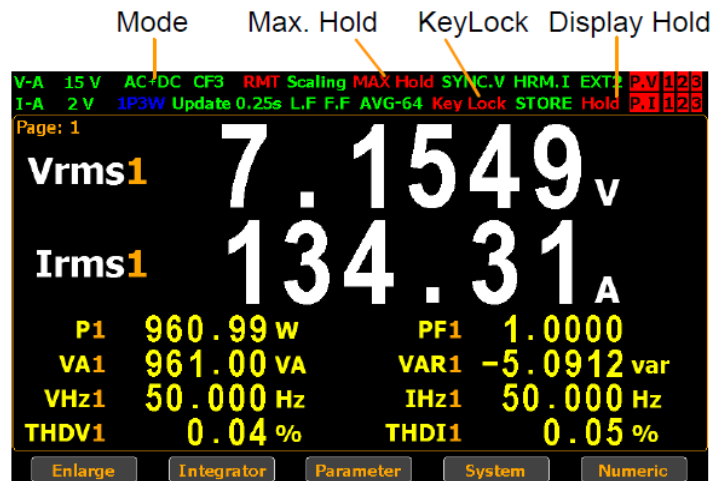 Mode Max. Hold KeyLock Display Hold
V-A 15 V AC+DC CF3 RMT Scaling MAX Hold SYNC.V HRM.I EXT2 P.V 1 2 3
I-A 2 V 1P3W Update 0.25s L.F F.F AVG-64 Key Lock STORE Hold P.I 1 2 3
Page: 1
Vrms1 7.1549 V
Irms1 134.31 A
P1 960.99 W PF1 1.0000
VA1 961.00 VA VAR1 -5.0912 var
VHz1 50.000 Hz IHz1 50.000 Hz
THDV1 0.04 % THDI1 0.05 %
Enlarge Integrator Parameter System Numeric